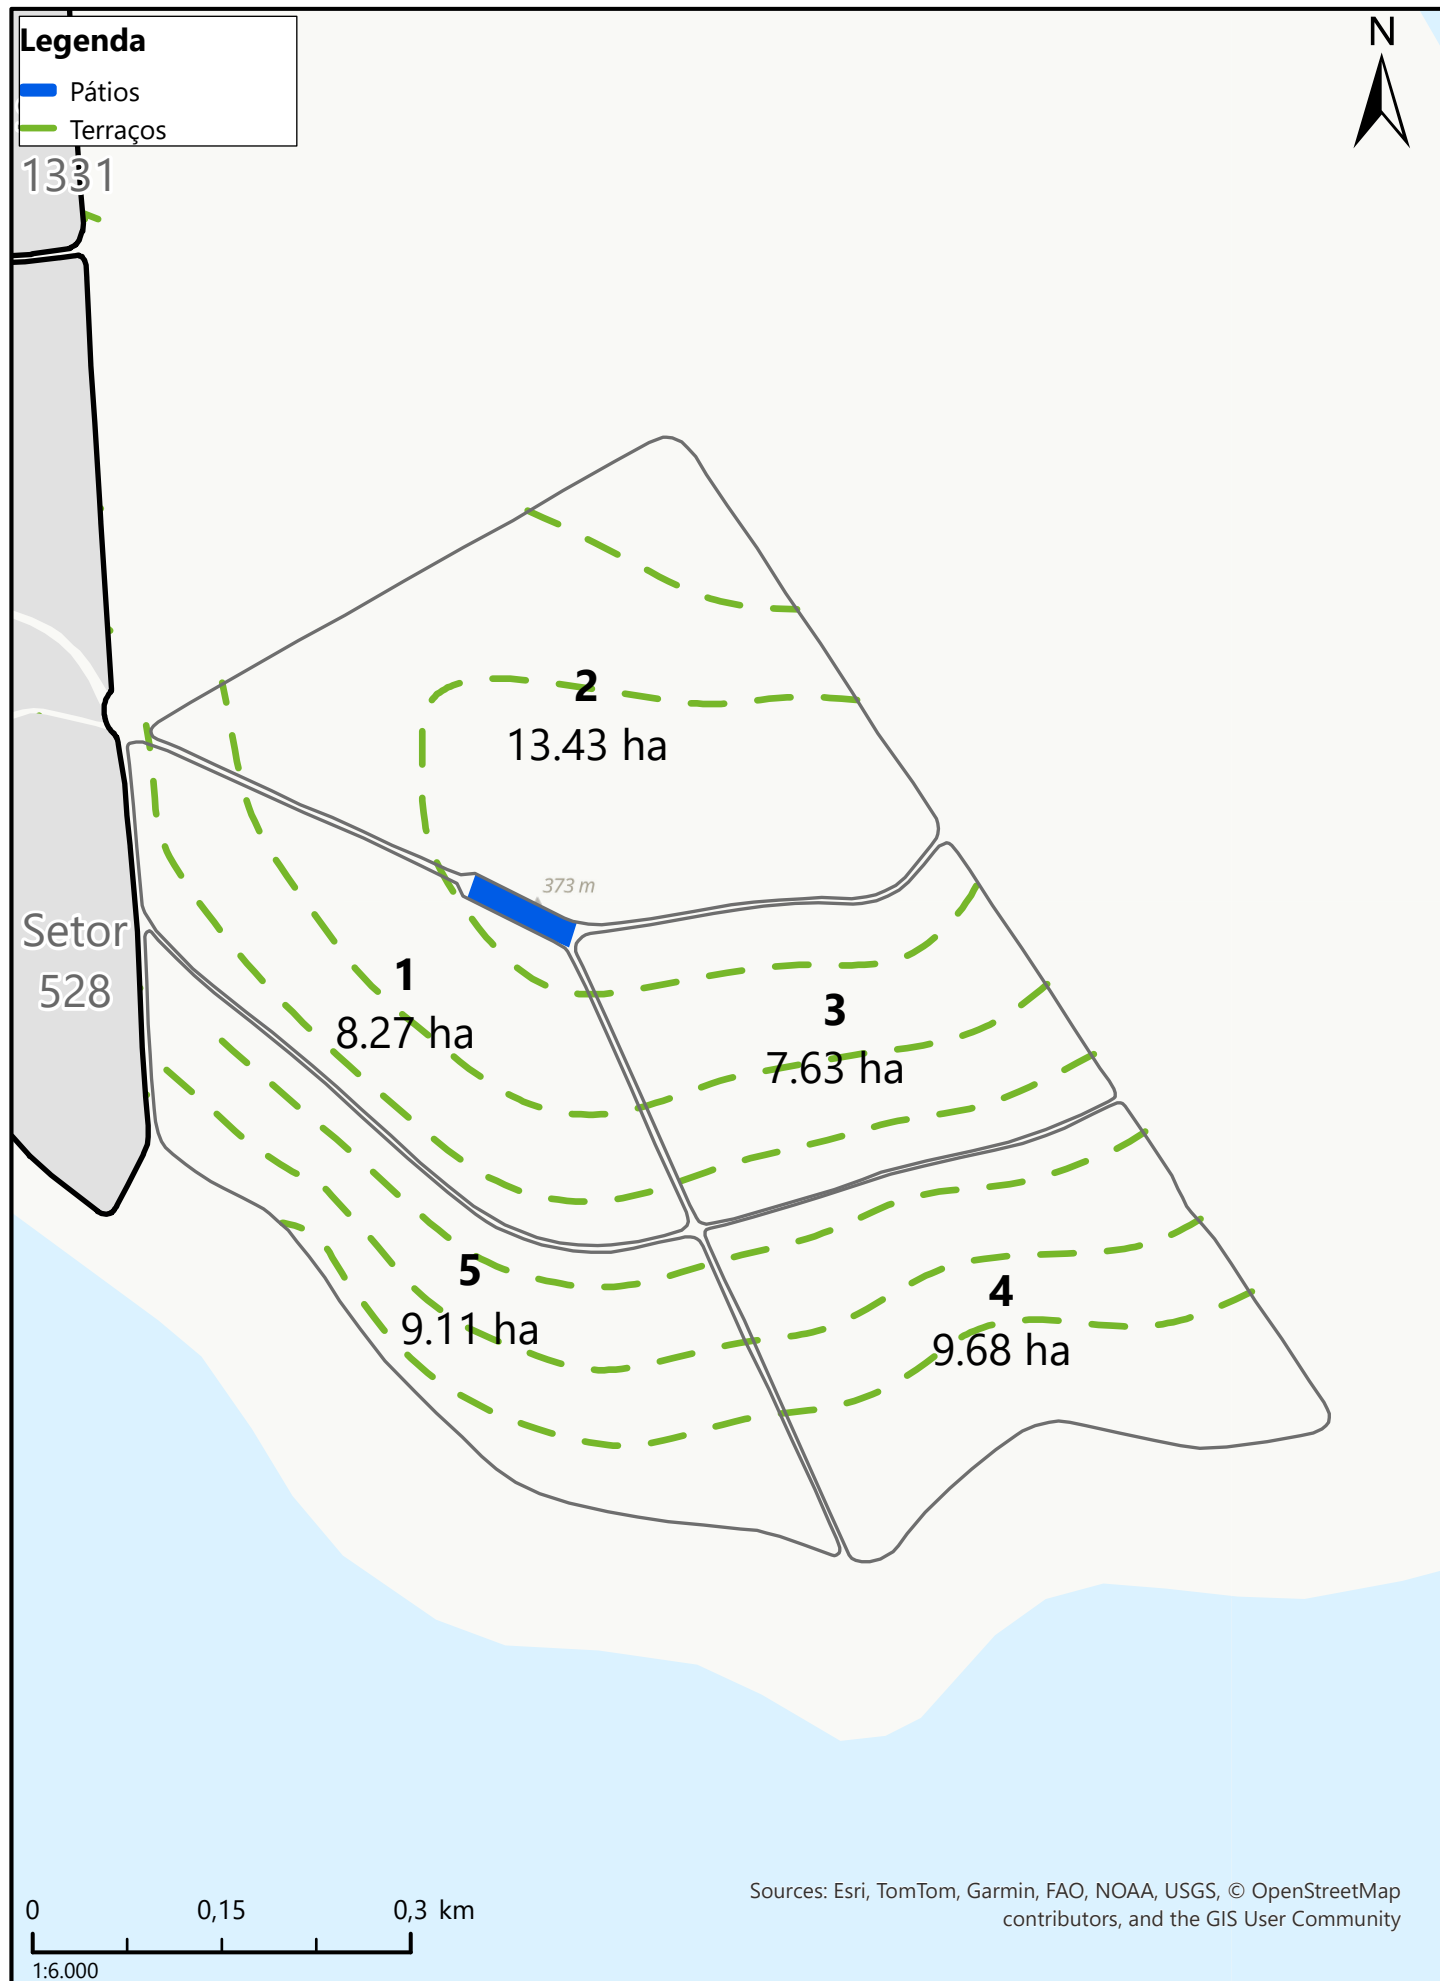 Legenda
Pátios
Terraços
N
1331
2
13.43 ha
373 m
Setor
528
1
8.27 ha
3
7.63 ha
5
9.11 ha
4
9.68 ha
0 0,15 0,3 km
1:6.000
Sources: Esri, TomTom, Garmin, FAO, NOAA, USGS, © OpenStreetMap
contributors, and the GIS User Community